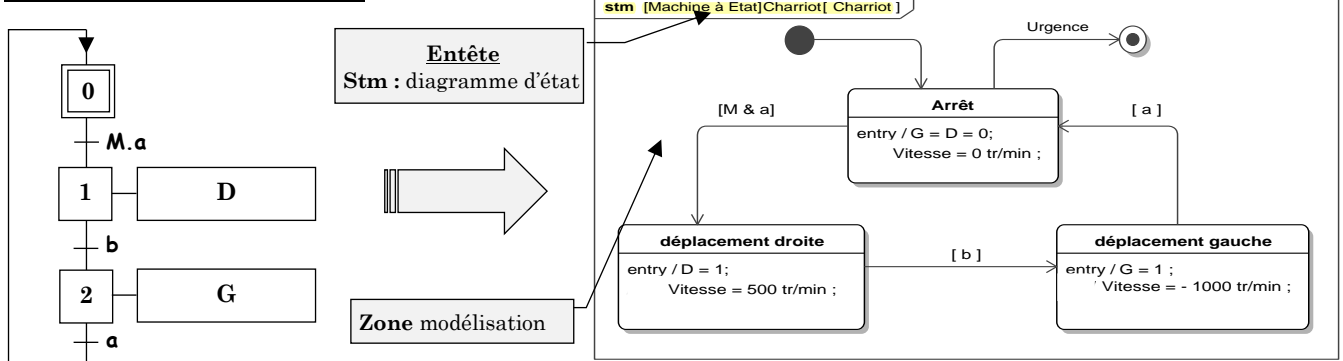 0
M.a
1
D
b
2
G
a
Entête
Stm : diagramme d'état
Zone modélisation
stm [Machine à Etat]Charriot[ Charriot ]
Urgence
Arrêt
entry / G = D = 0;
Vitesse = 0 tr/min ;
[M & a]
[ a ]
déplacement droite
entry / D = 1;
Vitesse = 500 tr/min ;
[ b ]
déplacement gauche
entry / G = 1 ;
Vitesse = - 1000 tr/min ;